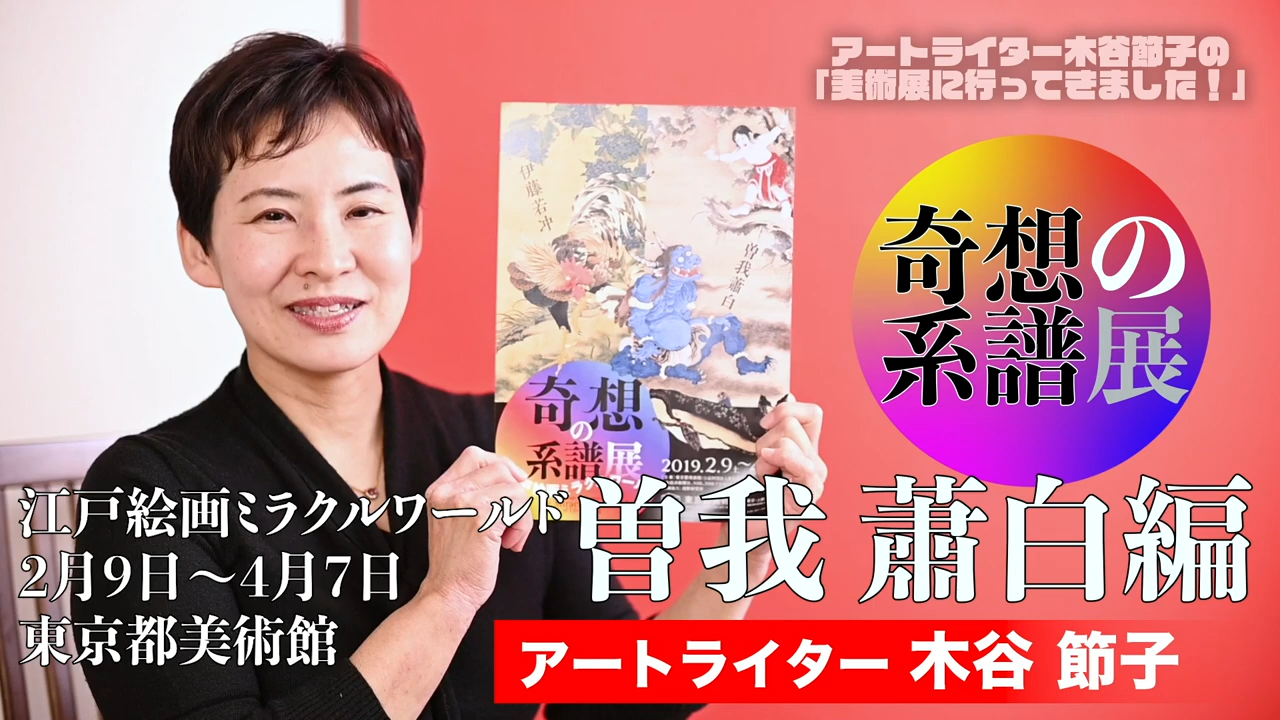 アートライター木谷節子の
「美術展に行ってきました！」
奇想の
系譜展
伊藤若冲
曽我蕭白
奇想
の
系譜展
2019.2.9
江戸絵画ミラクルワールド
2月9日～4月7日
東京都美術館
曽我 蕭白編
アートライター 木谷 節子